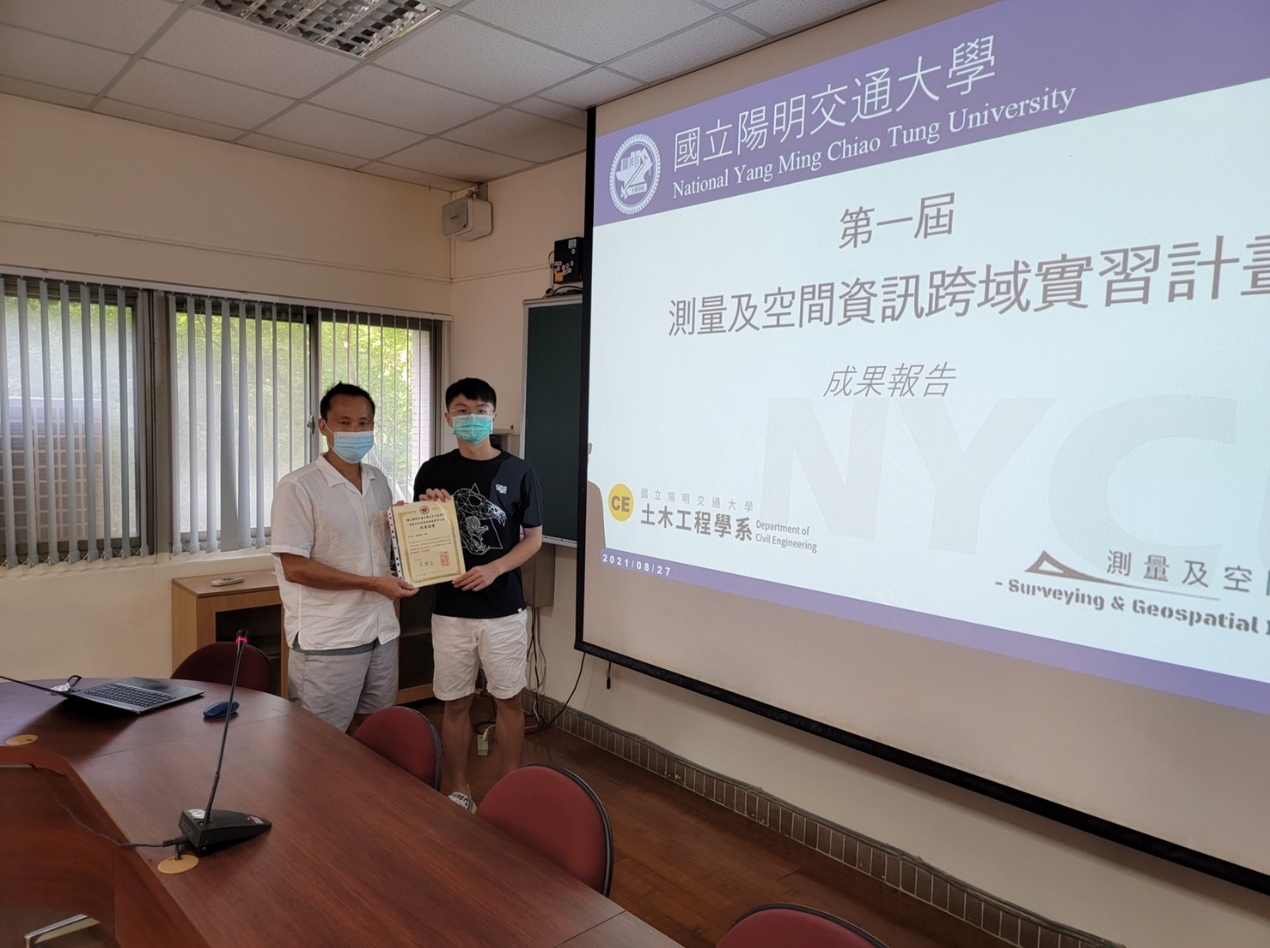 國立陽明交通大學
National Yang Ming Chiao Tung University
第一屆
測量及空間資訊跨域實習計畫
成果報告
NYC
CE
國立陽明交通大學
土木工程學系
Department of
Civil Engineering
2021/08/27
測量及空
- Surveying & Geospatial